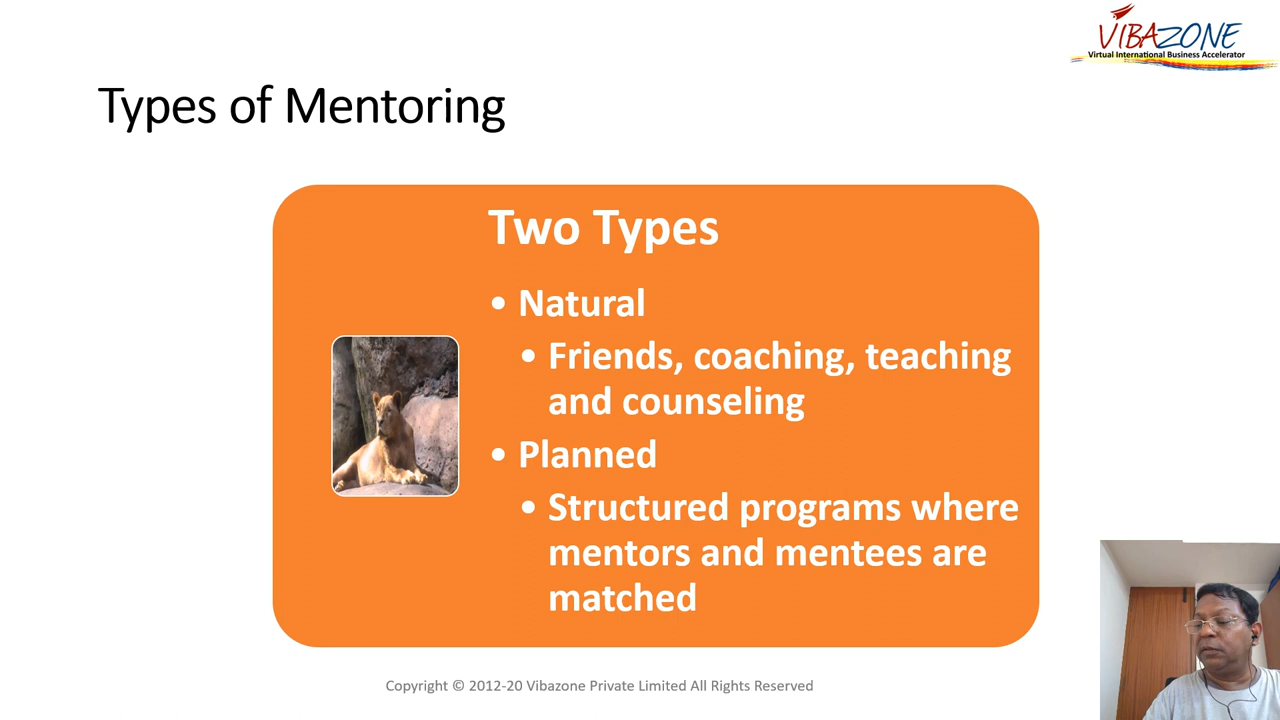 VIBAZONE
Virtual International Business Accelerator
Types of Mentoring
Two Types
• Natural
• Friends, coaching, teaching
and counseling
• Planned
• Structured programs where
mentors and mentees are
matched
Copyright © 2012-20 Vibazone Private Limited All Rights Reserved